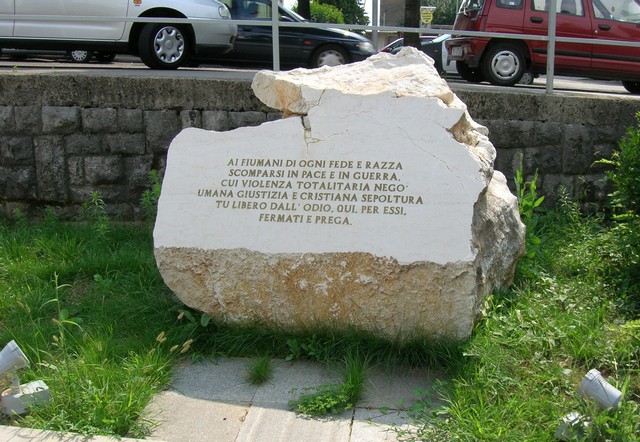 AI FIUMANI DI OGNI FEDE E RAZZA
SCOMPARSI IN PACE E IN GUERRA,
CUI VIOLENZA TOTALITARIA NEGO'
UMANA GIUSTIZIA E CRISTIANA SEPOLTURA
TU LIBERO DALL' ODIO, QUI, PER ESSI,
FERMATI E PREGA.